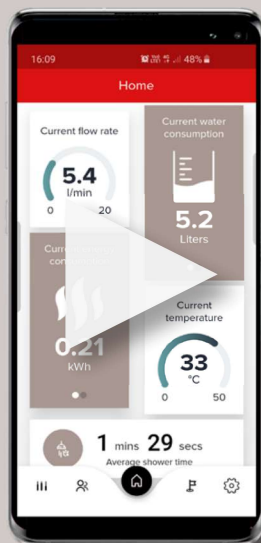 16:09
48%
Home
Current flow rate
5.4
l/min
0 20
Current water
consumption
5.2
Liters
0.21
kWh
Current
temperature
33
°C
0 50
1 mins 29 secs
Average shower time